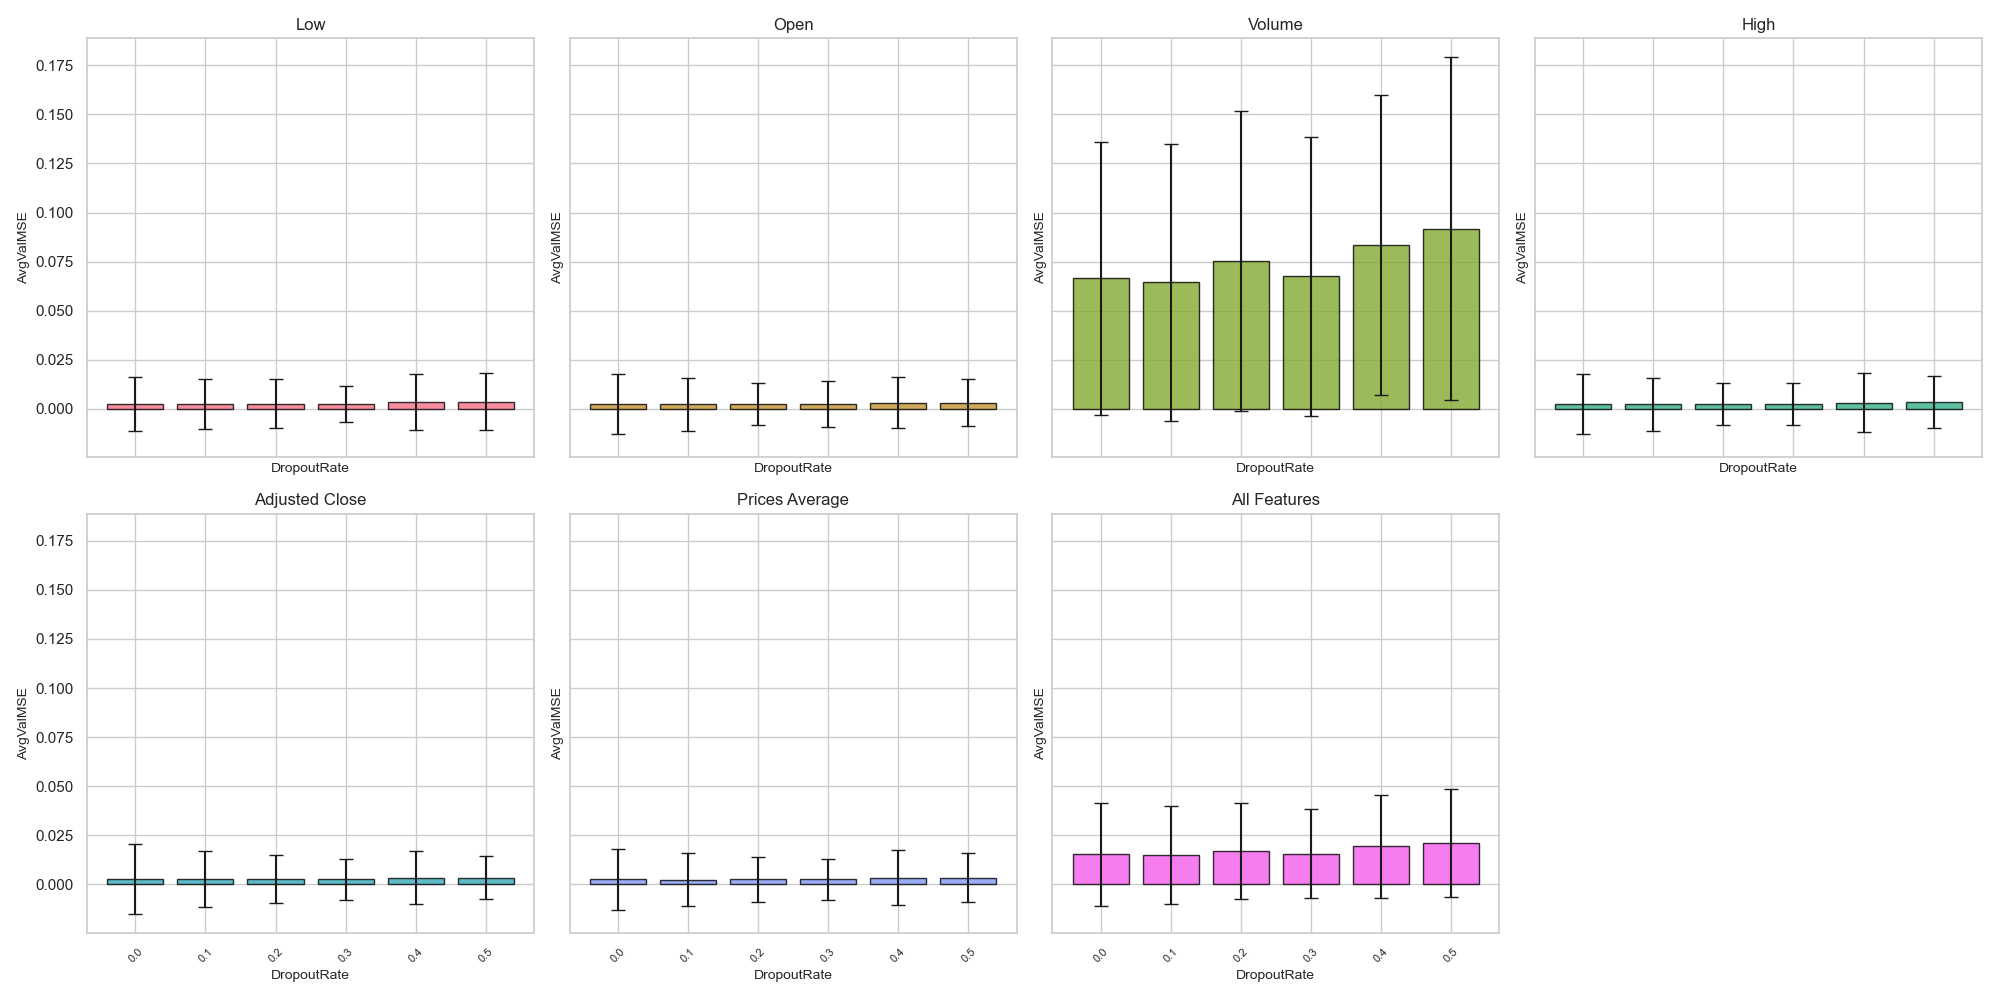 Low
Open
Volume
High
0.175
0.150
0.125
0.100
0.075
0.050
0.025
0.000
AvgValMSE
AvgValMSE
AvgValMSE
AvgValMSE
DropoutRate
DropoutRate
DropoutRate
DropoutRate
Adjusted Close
Prices Average
All Features
0.175
0.150
0.125
0.100
0.075
0.050
0.025
0.000
AvgValMSE
AvgValMSE
AvgValMSE
0.0 0.1 0.2 0.3 0.4 0.5
0.0 0.1 0.2 0.3 0.4 0.5
0.0 0.1 0.2 0.3 0.4 0.5
DropoutRate
DropoutRate
DropoutRate